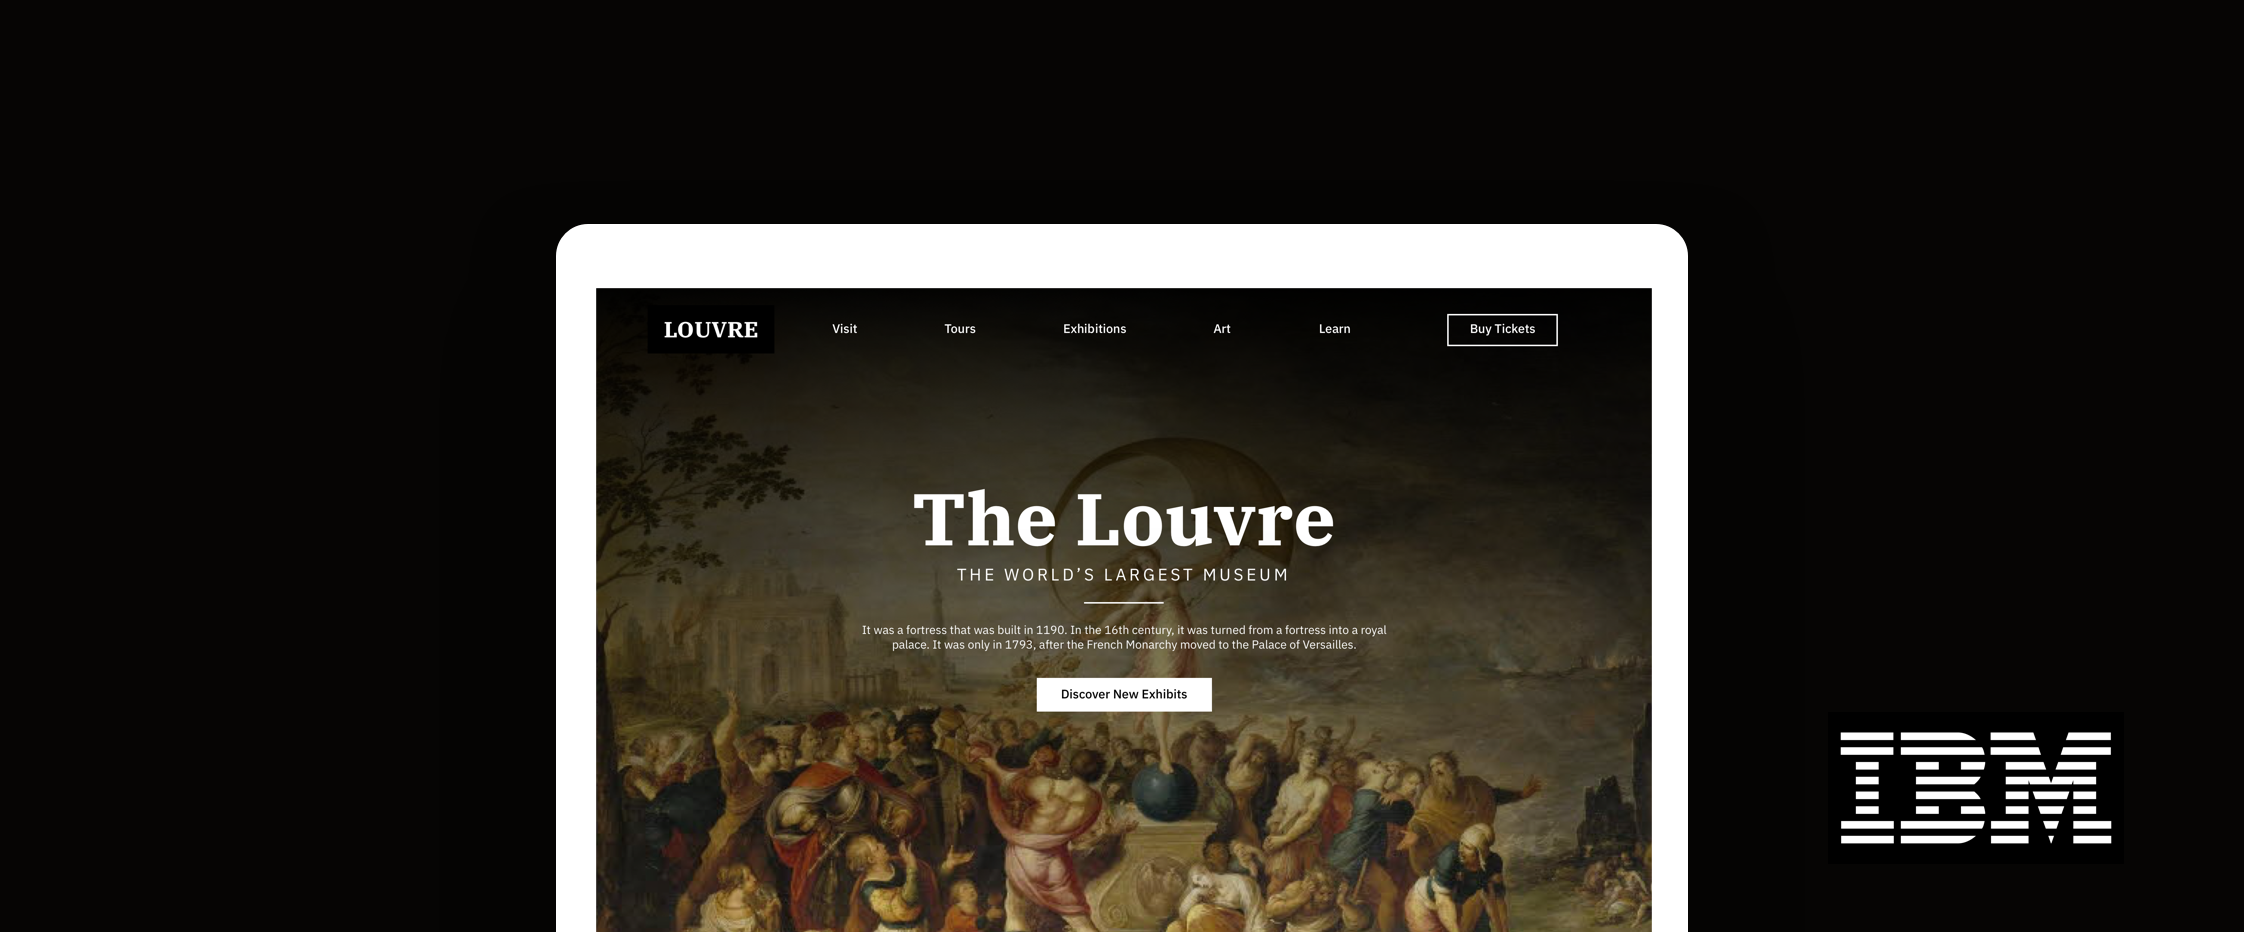 LOUVRE
Visit
Tours
Exhibitions
Art
Learn
Buy Tickets
The Louvre
THE WORLD’S LARGEST MUSEUM
It was a fortress that was built in 1190. In the 16th century, it was turned from a fortress into a royal
palace. It was only in 1793, after the French Monarchy moved to the Palace of Versailles.
Discover New Exhibits
IBM